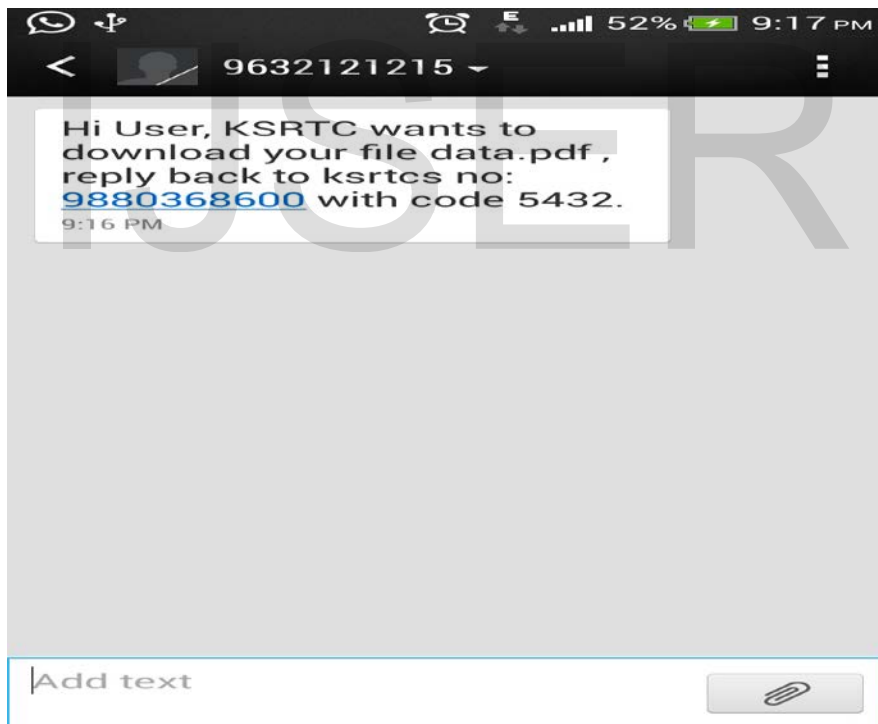 52% 9:17 PM
9632121215
Hi User, KSRTC wants to
download your file data.pdf ,
reply back to ksrtcs no:
9880368600 with code 5432.
9:16 PM
IJSER
Add text